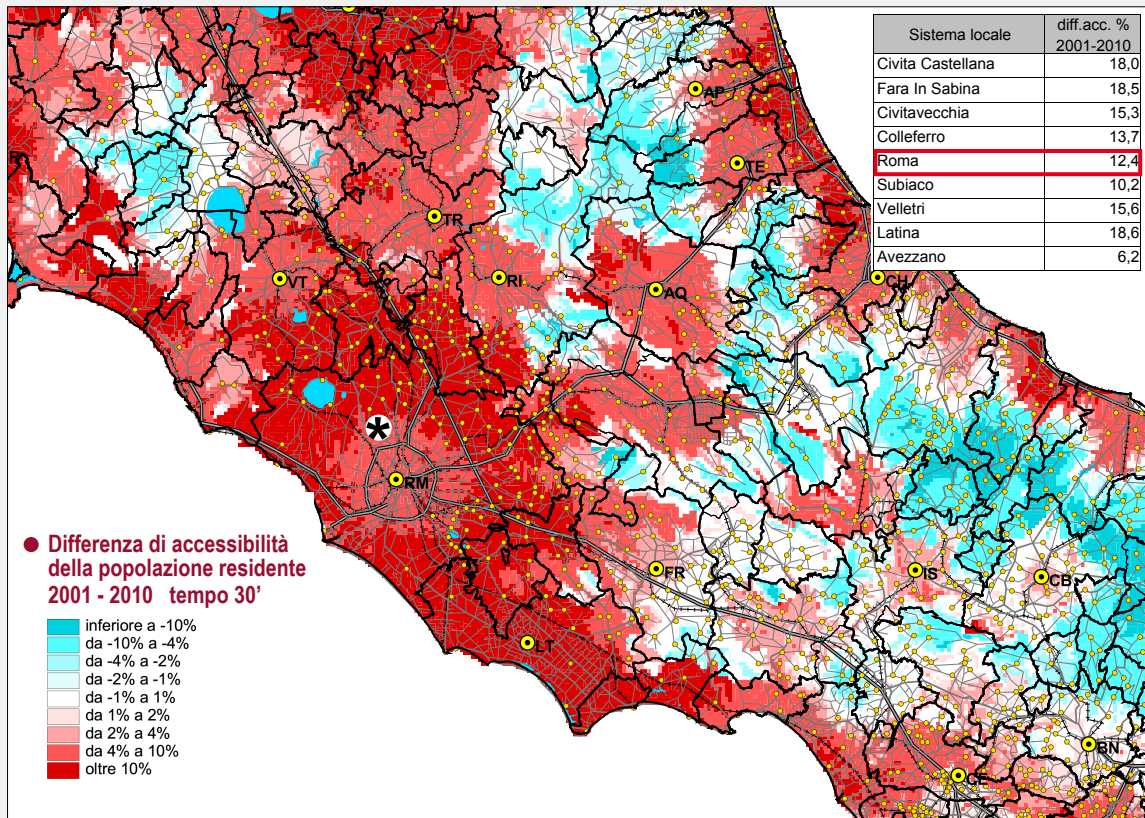 Sistema locale diff.acc. % 2001-2010
Civita Castellana 18,0
Fara In Sabina 18,5
Civitavecchia 15,3
Colleferro 13,7
Roma 12,4
Subiaco 10,2
Velletri 15,6
Latina 18,6
Avezzano 6,2
AP
TE
TR
VT
RI
AQ
CH
*
RM
FR
IS
CB
LT
BN
CE
Differenza di accessibilità
della popolazione residente
2001 - 2010 tempo 30’
inferiore a -10%
da -10% a -4%
da -4% a -2%
da -2% a -1%
da -1% a 1%
da 1% a 2%
da 2% a 4%
da 4% a 10%
oltre 10%